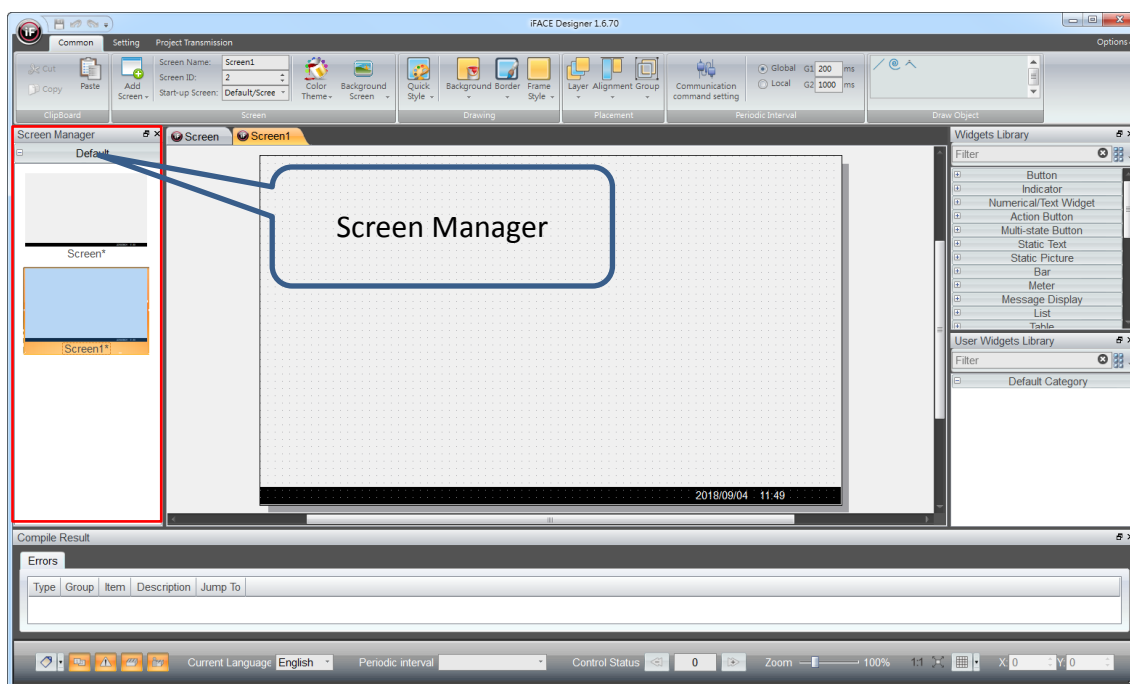 iFACE Designer 1.6.70
iF
Common Setting Project Transmission Options
Cut
Copy
Paste
Add
Screen
Screen Name: Screen1
Screen ID: 2
Start-up Screen: Default/Scree
Color
Theme
Background
Screen
Quick
Style
Background Border Frame
Style
Layer Alignment Group
Communication
command setting
Global G1 200 ms
Local G2 1000 ms
ClipBoard Screen Drawing Placement Periodic Interval Draw Object
Screen Manager
Default
Screen*
Screen1*
Screen Screen1
Screen Manager
2018/09/04 11:49
Widgets Library
Filter
Button
Indicator
Numerical/Text Widget
Action Button
Multi-state Button
Static Text
Static Picture
Bar
Meter
Message Display
List
Table
User Widgets Library
Filter
Default Category
Compile Result
Errors
Type Group Item Description Jump To
Current Language English Periodic interval Control Status 0 Zoom 100% 1:1 X: 0 Y: 0